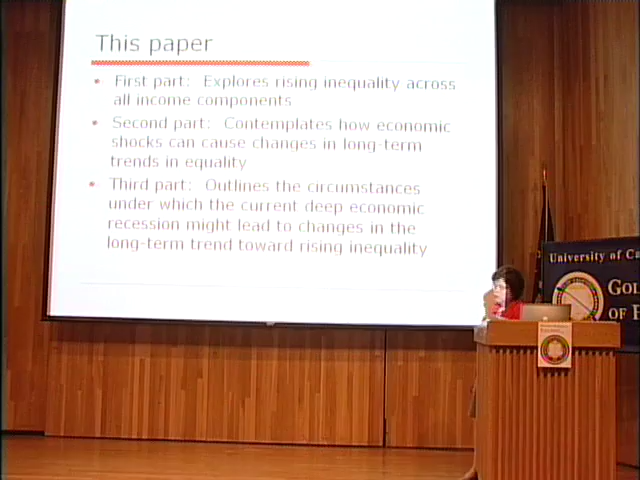 This paper
First part: Explores rising inequality across
all income components
Second part: Contemplates how economic
shocks can cause changes in long-term
trends in equality
Third part: Outlines the circumstances
under which the current deep economic
recession might lead to changes in the
long-term trend toward rising inequality
University of Ca
GOL
OF P